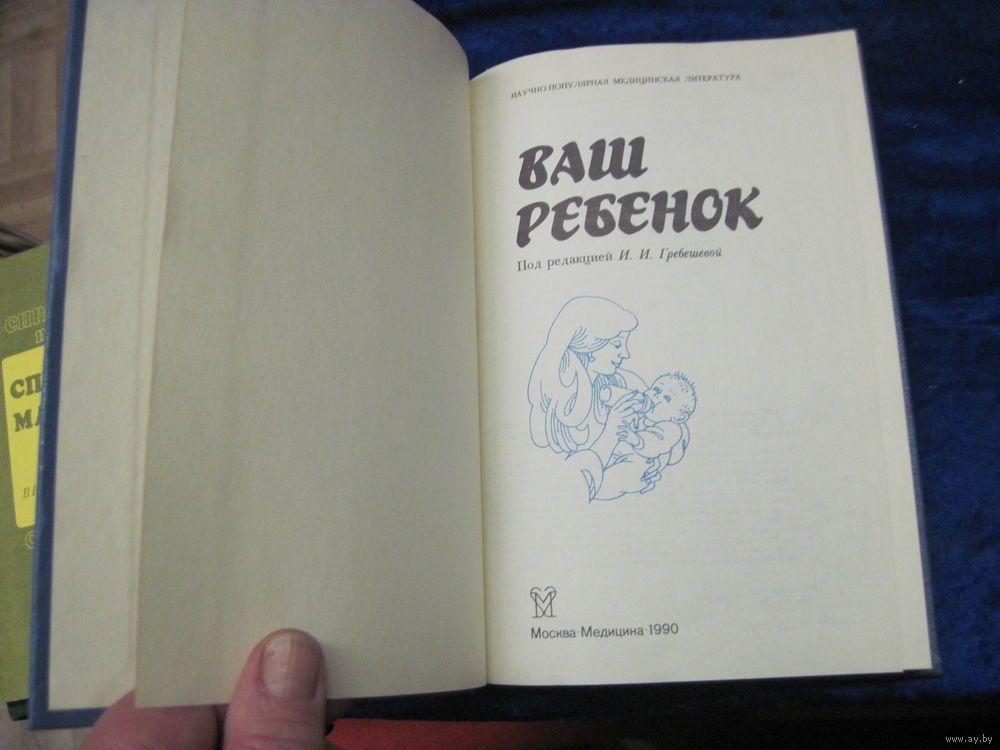 НАУЧНО-ПОПУЛЯРНАЯ МЕДИЦИНСКАЯ ЛИТЕРАТУРА
ВАШ
РЕБЕНОК
Под редакцией И. И. Гребешевой
Москва·Медицина·1990
www.ay.by